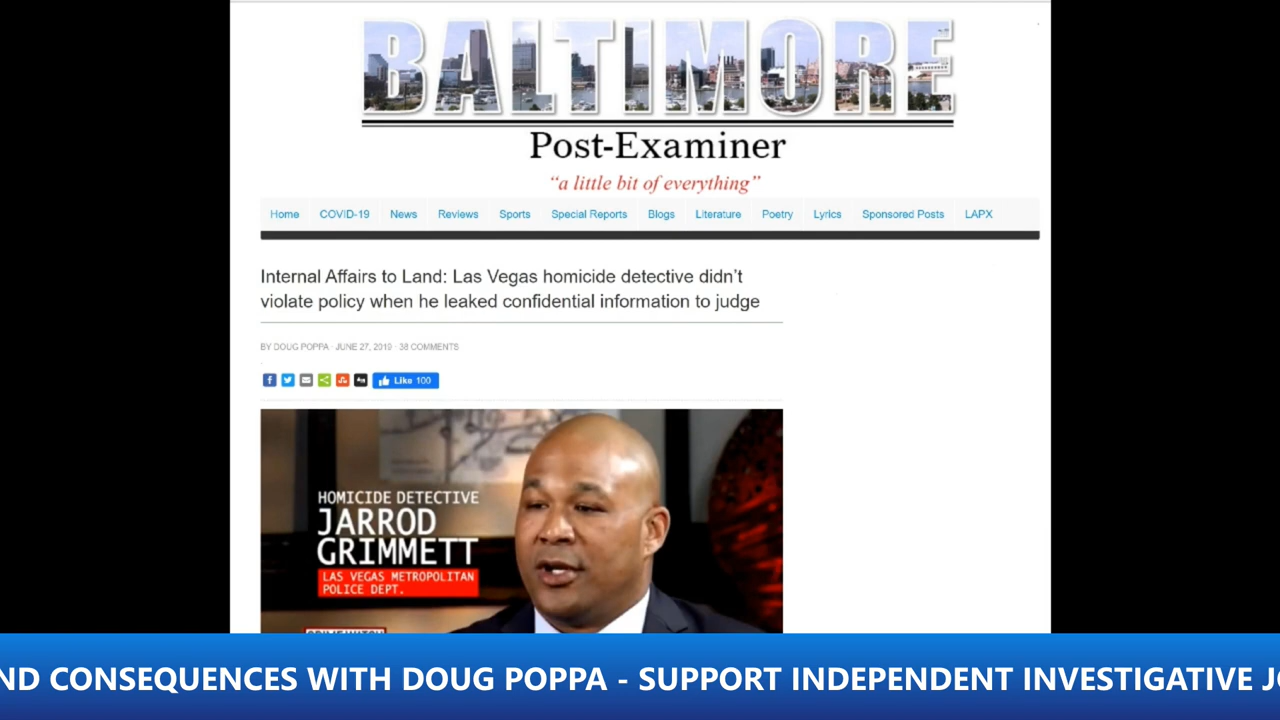 BALTIMORE
Post-Examiner
“a little bit of everything”
Home COVID-19 News Reviews Sports Special Reports Blogs Literature Poetry Lyrics Sponsored Posts LAPX
Internal Affairs to Land: Las Vegas homicide detective didn’t
violate policy when he leaked confidential information to judge
BY DOUG POPPA · JUNE 27, 2019 · 38 COMMENTS
Like 100
HOMICIDE DETECTIVE
JARROD
GRIMMETT
LAS VEGAS METROPOLITAN
POLICE DEPT.
CRIME WATCH
ND CONSEQUENCES WITH DOUG POPPA - SUPPORT INDEPENDENT INVESTIGATIVE J